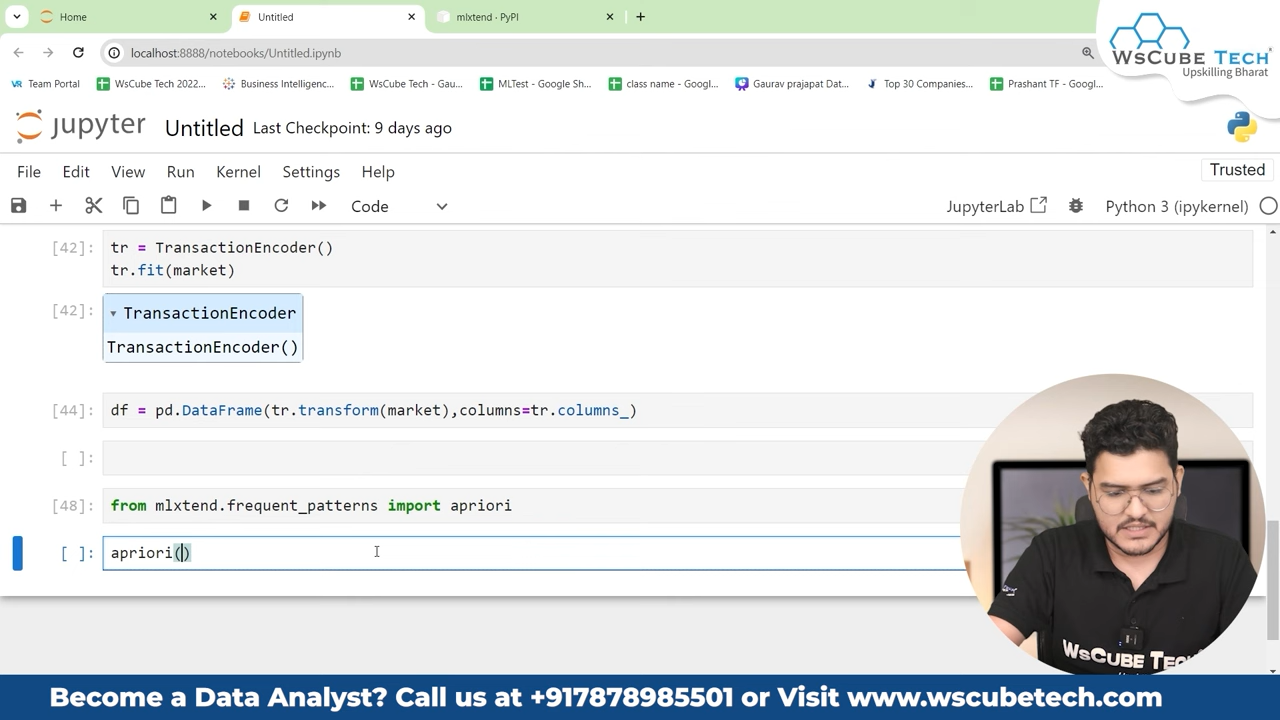 Home
Untitled
mlxtend · PyPI
localhost:8888/notebooks/Untitled.ipynb
WsCube Tech
Upskilling Bharat
Team Portal
WsCube Tech 2022...
Business Intelligenc...
WsCube Tech - Gau...
MLTest - Google Sh...
class name - Googl...
Gaurav prajapat Dat...
Top 30 Companies...
Prashant TF - Googl...
jupyter Untitled Last Checkpoint: 9 days ago
File Edit View Run Kernel Settings Help
Trusted
Code
JupyterLab
Python 3 (ipykernel)
[42]: tr = TransactionEncoder()
tr.fit(market)
[42]: TransactionEncoder
TransactionEncoder()
[44]: df = pd.DataFrame(tr.transform(market),columns=tr.columns_)
[ ]:
[48]: from mlxtend.frequent_patterns import apriori
[ ]: apriori()
WsCube Tech
Become a Data Analyst? Call us at +917878985501 or Visit www.wscubetech.com